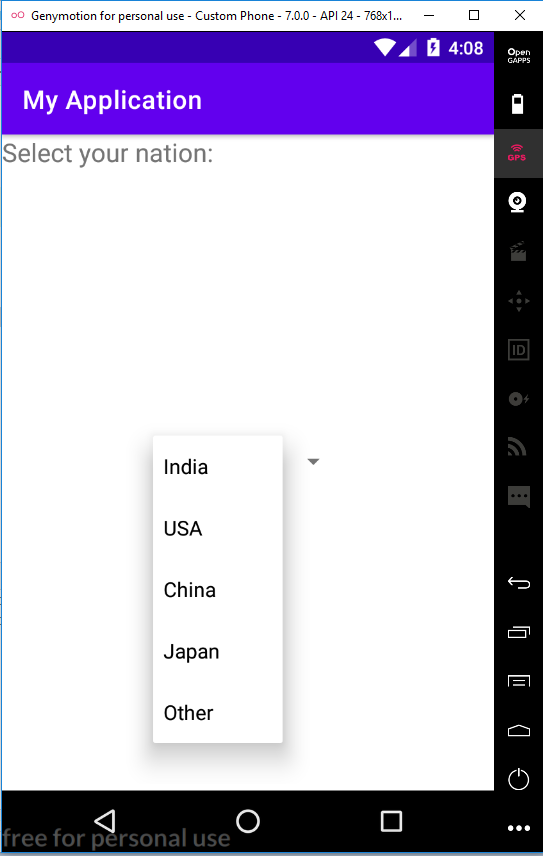 Genymotion for personal use - Custom Phone - 7.0.0 - API 24 - 768x1...
4:08
Open
GAPPS
My Application
GPS
Select your nation:
ID
India
USA
China
Japan
Other
free for personal use